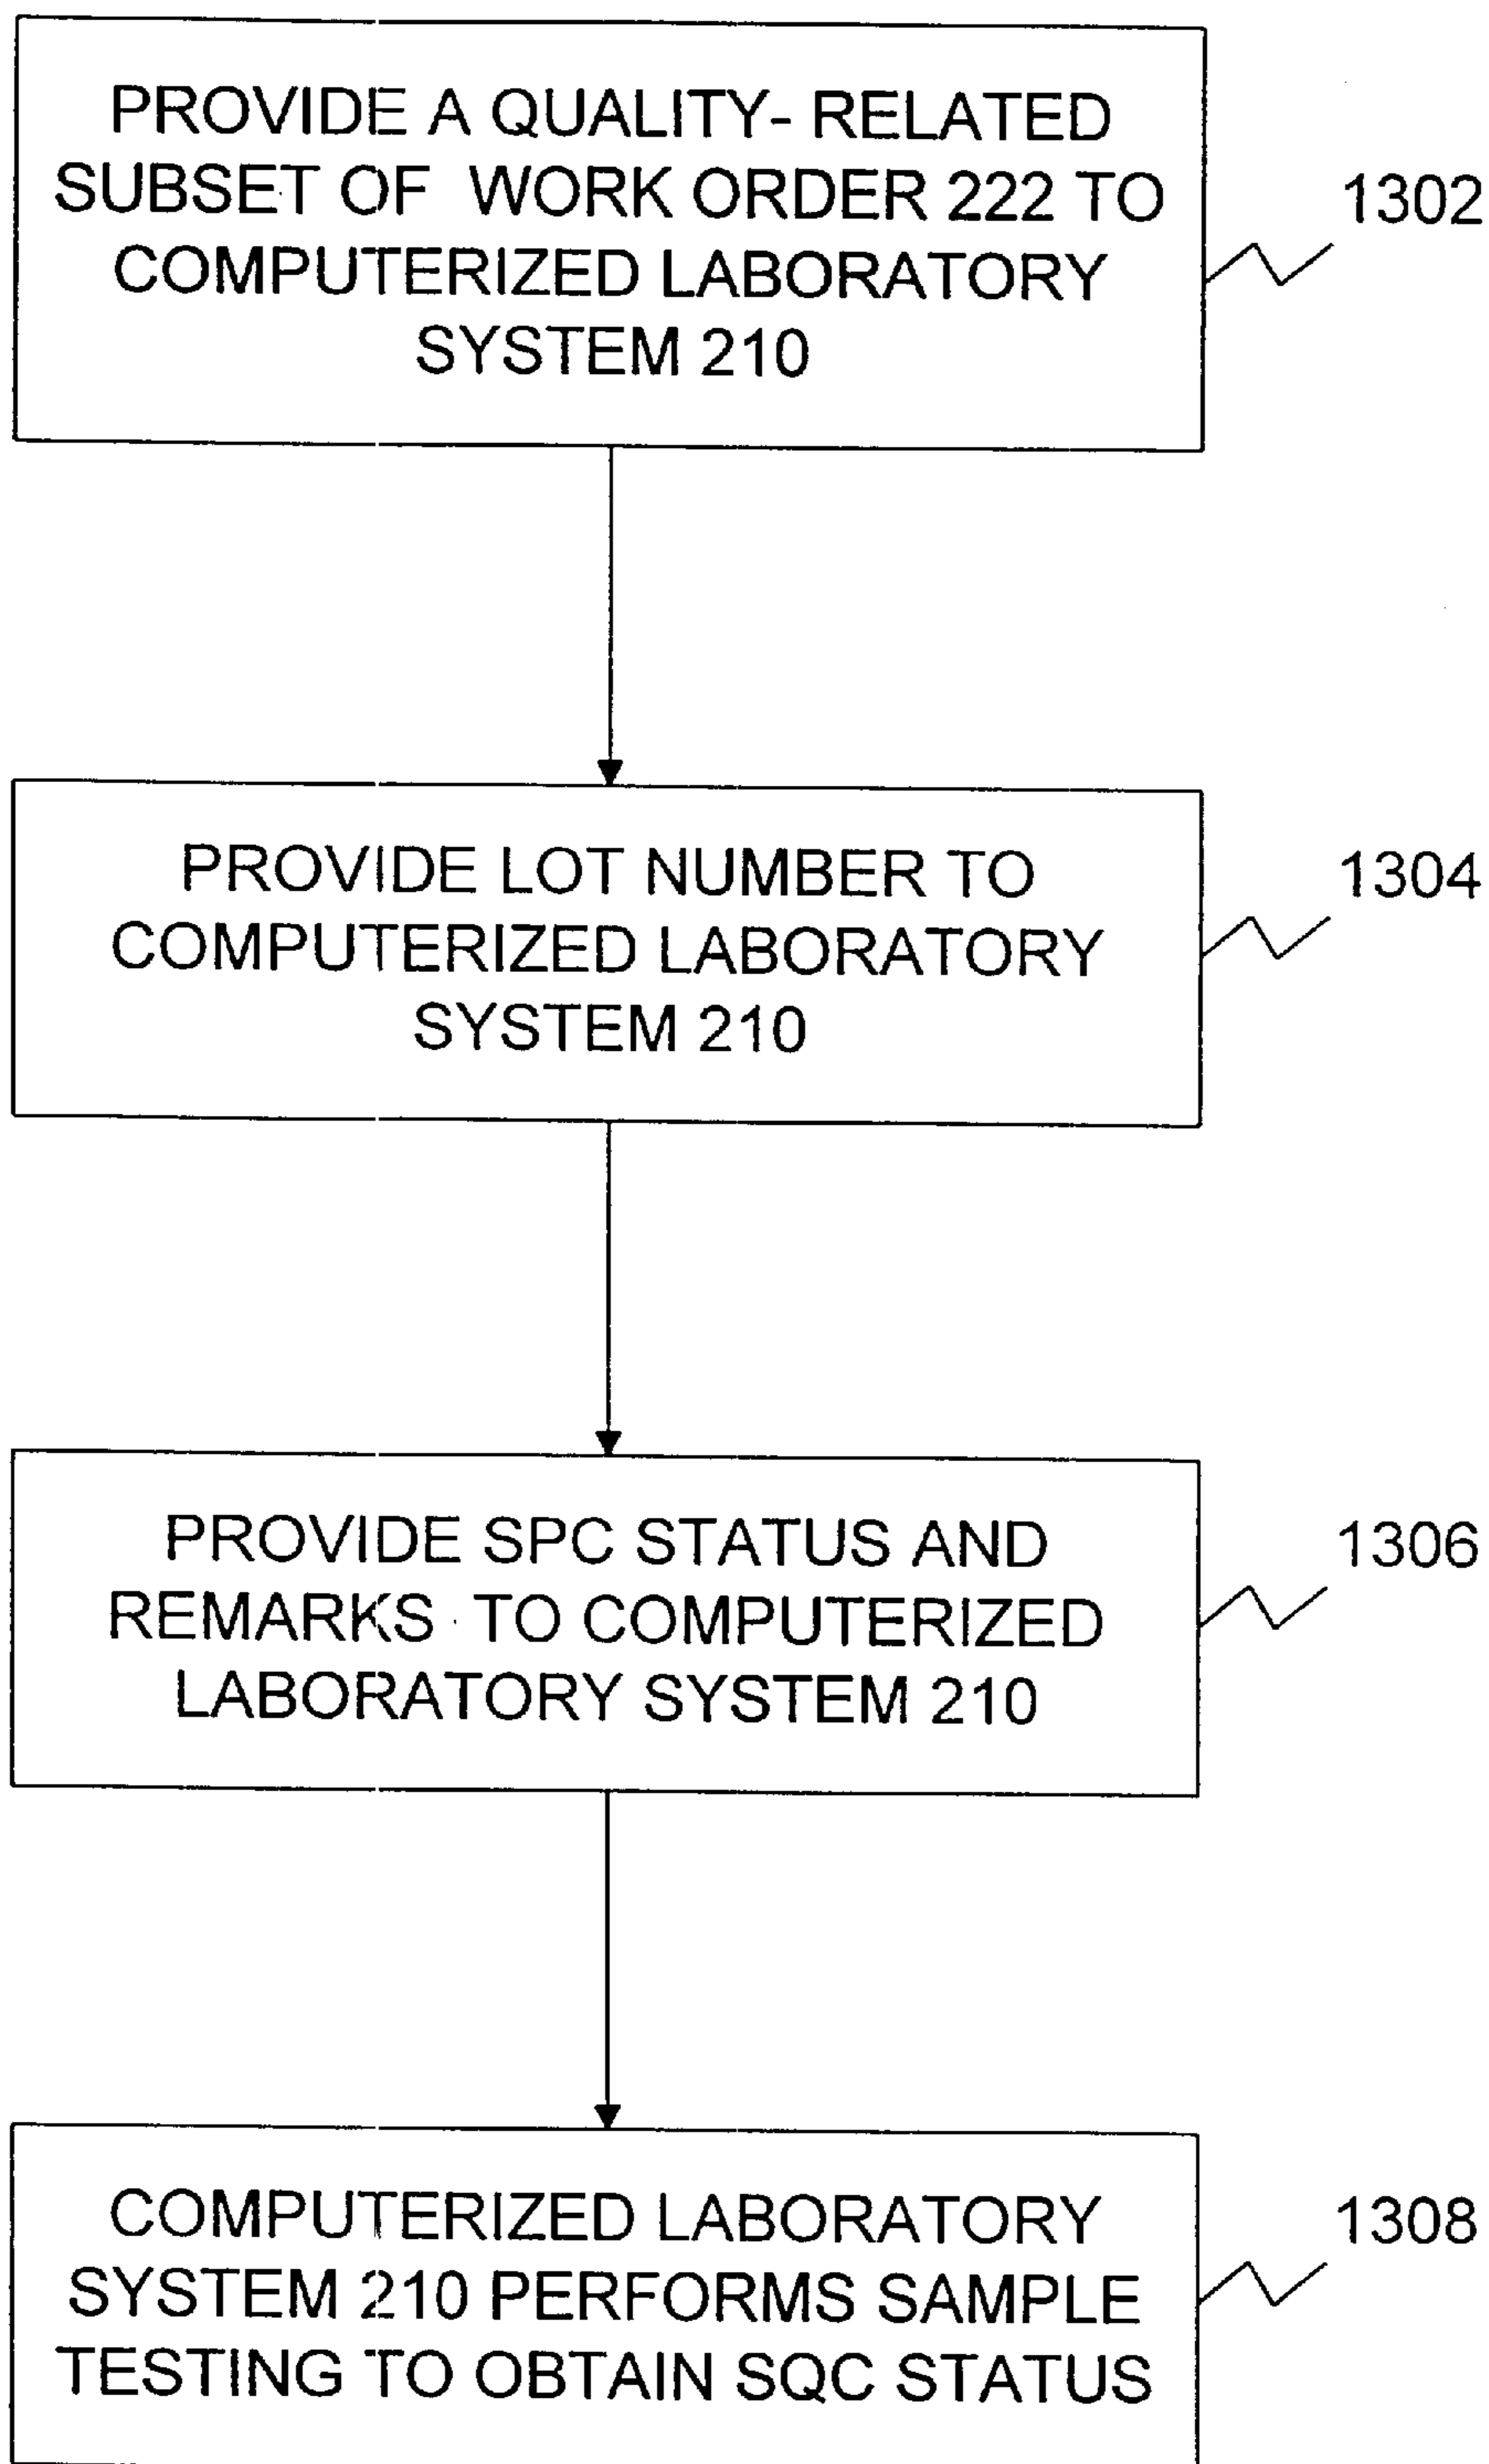 PROVIDE A QUALITY- RELATED
SUBSET OF WORK ORDER 222 TO
COMPUTERIZED LABORATORY
SYSTEM 210
1302
PROVIDE LOT NUMBER TO
COMPUTERIZED LABORATORY
SYSTEM 210
1304
PROVIDE SPC STATUS AND
REMARKS TO COMPUTERIZED
LABORATORY SYSTEM 210
1306
COMPUTERIZED LABORATORY
SYSTEM 210 PERFORMS SAMPLE
TESTING TO OBTAIN SQC STATUS
1308